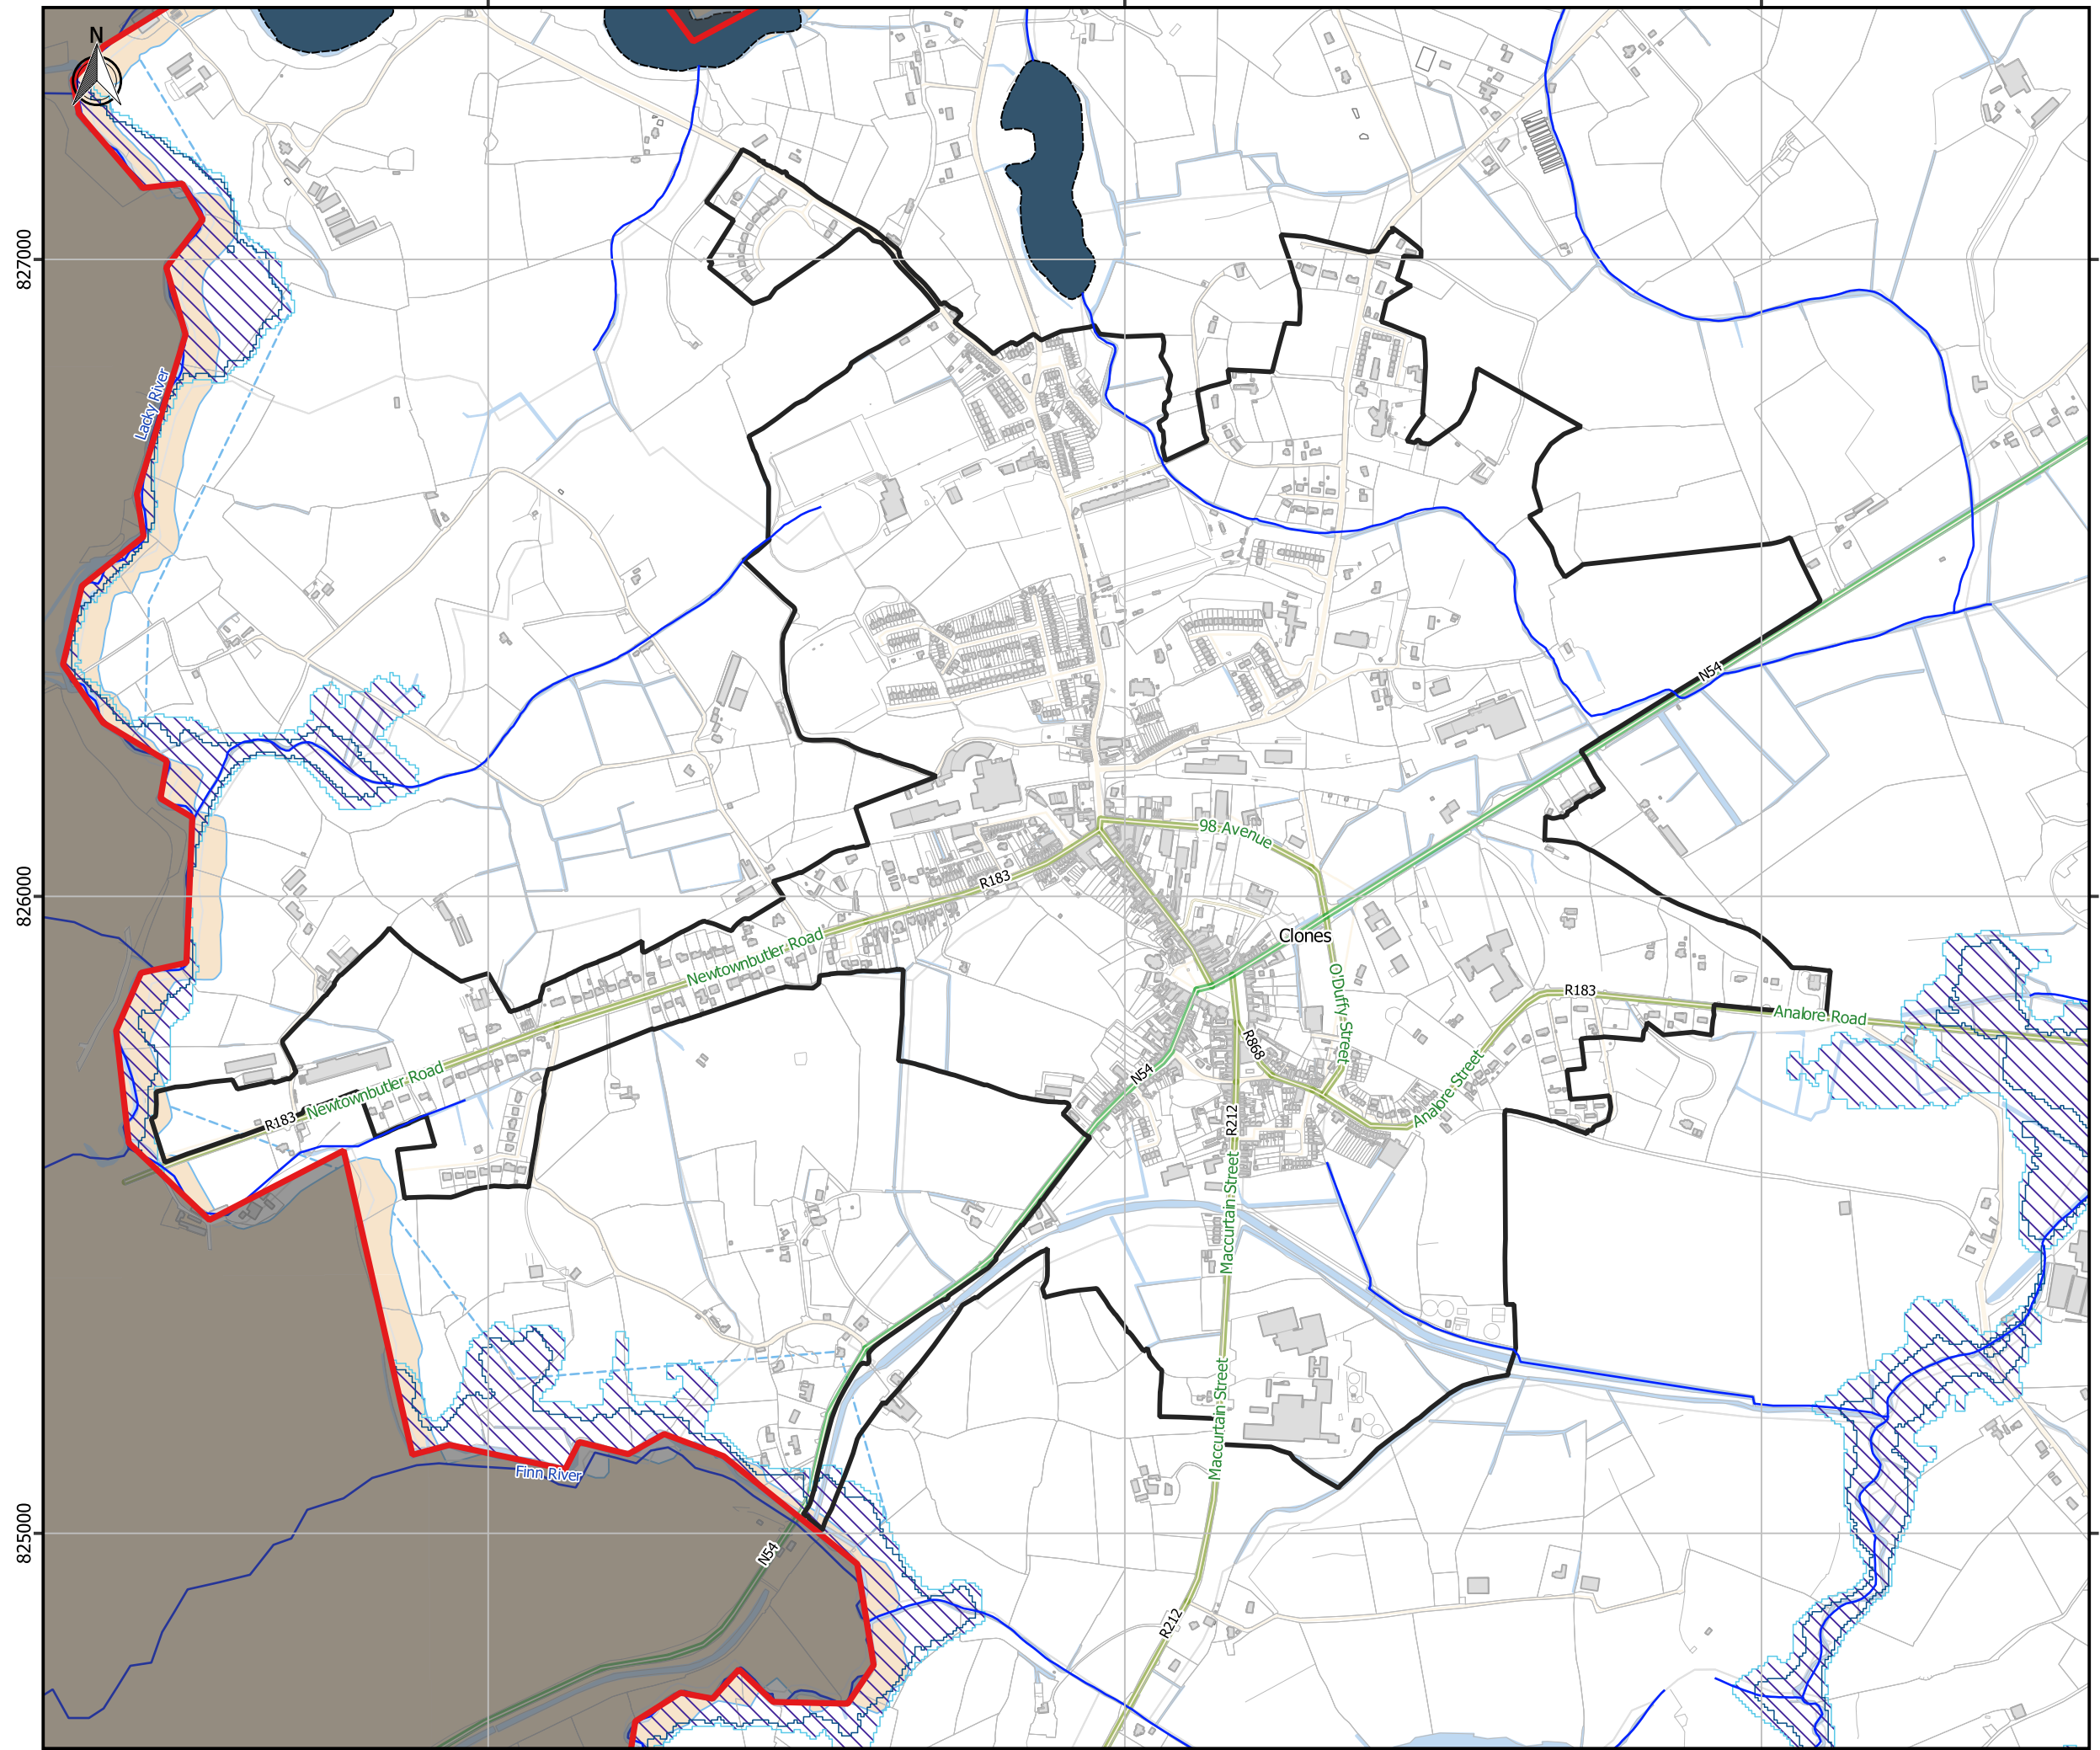 N
827000
Lacky River
N54
98 Avenue
826000
R183
Clones
Newtownbutler Road
O'Duffy Street
R183
Analore Road
R868
N54
Newtownbutler Road
Analore Street
R183
R212
Maccurtain Street
Maccurtain Street
Finn River
825000
N54
R212